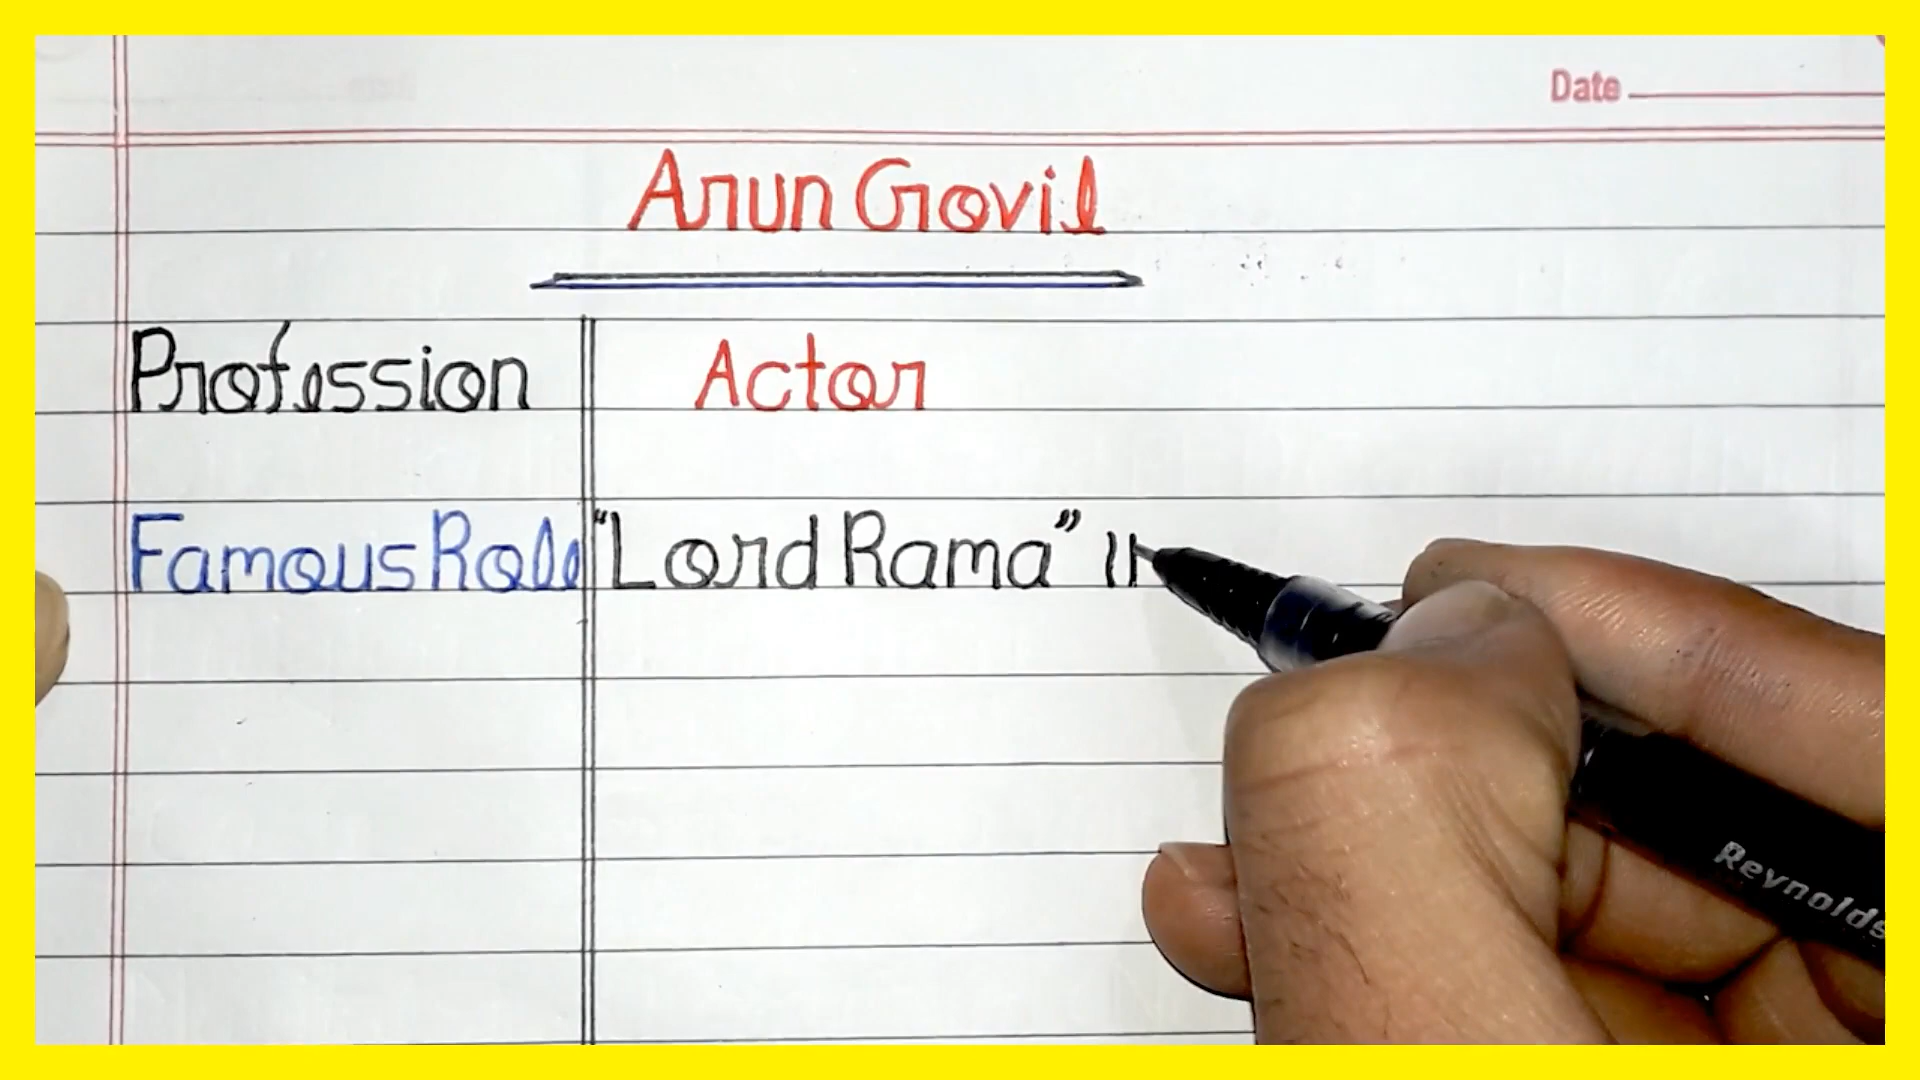 Date
Arun Govil
Profession Actor
Famous Role "Lord Rama"
Reynolds